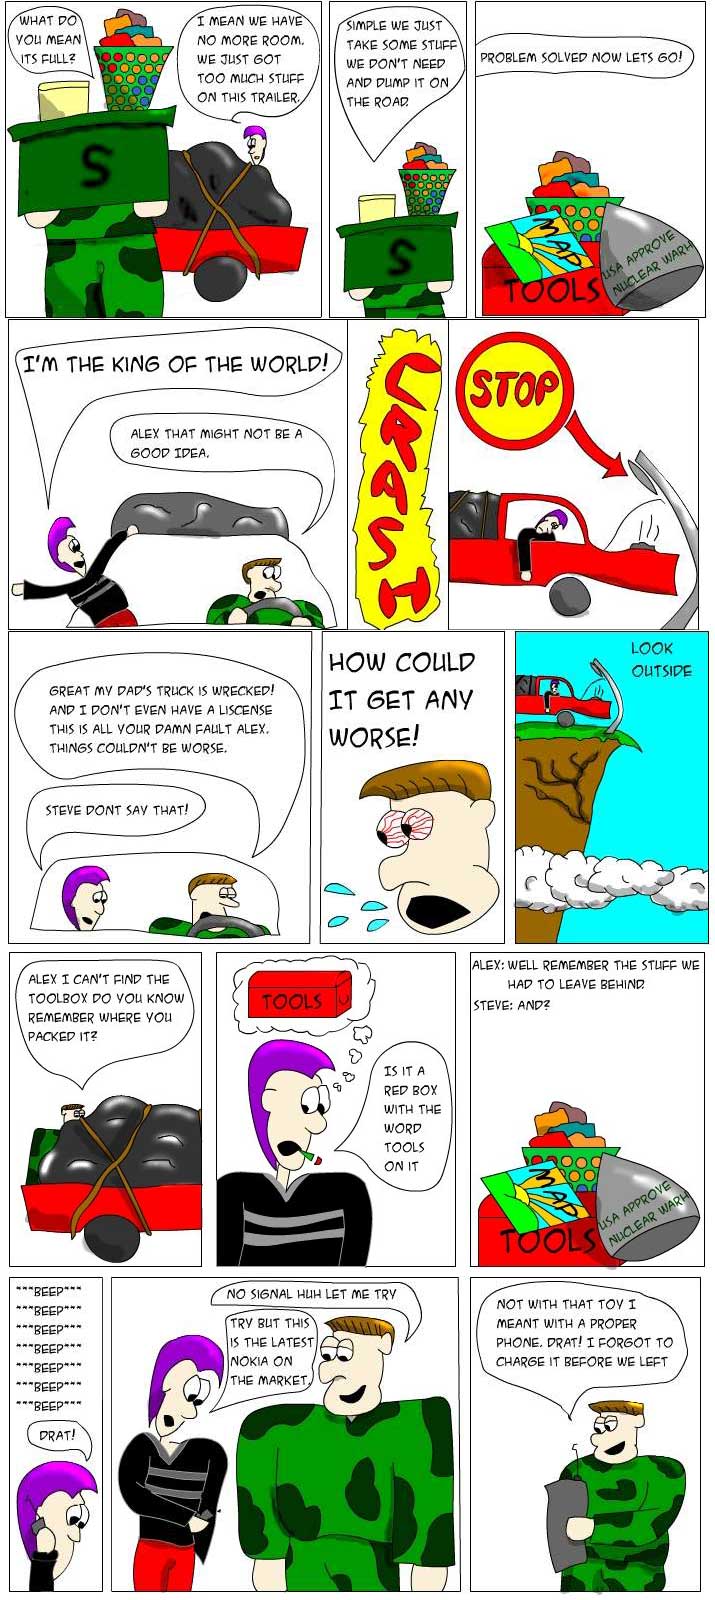 WHAT DO
YOU MEAN
ITS FULL?
I MEAN WE HAVE
NO MORE ROOM.
WE JUST GOT
TOO MUCH STUFF
ON THIS TRAILER.
S
SIMPLE WE JUST
TAKE SOME STUFF
WE DON'T NEED
AND DUMP IT ON
THE ROAD.
S
PROBLEM SOLVED NOW LETS GO!
MAP
TOOLS
USA APPROVE
NUCLEAR WARH
I'M THE KING OF THE WORLD!
ALEX THAT MIGHT NOT BE A
GOOD IDEA.
CRASH
STOP
GREAT MY DAD'S TRUCK IS WRECKED!
AND I DON'T EVEN HAVE A LISCENSE
THIS IS ALL YOUR DAMN FAULT ALEX.
THINGS COULDN'T BE WORSE.
STEVE DONT SAY THAT!
HOW COULD
IT GET ANY
WORSE!
LOOK
OUTSIDE
ALEX I CAN'T FIND THE
TOOLBOX DO YOU KNOW
REMEMBER WHERE YOU
PACKED IT?
TOOLS
IS IT A
RED BOX
WITH THE
WORD
TOOLS
ON IT
ALEX: WELL REMEMBER THE STUFF WE
HAD TO LEAVE BEHIND.
STEVE: AND?
MAP
TOOLS
USA APPROVE
NUCLEAR WARH
***BEEP***
***BEEP***
***BEEP***
***BEEP***
***BEEP***
***BEEP***
***BEEP***
DRAT!
NO SIGNAL HUH LET ME TRY
TRY BUT THIS
IS THE LATEST
NOKIA ON
THE MARKET.
NOT WITH THAT TOY I
MEANT WITH A PROPER
PHONE. DRAT! I FORGOT TO
CHARGE IT BEFORE WE LEFT